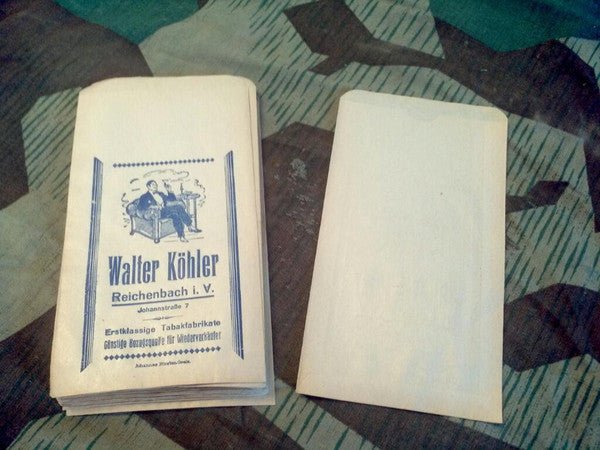 Walter Köhler
Reichenbach i. V.
Johannstraße 7
Erstklassige Tabakfabrikate
Günstige Bezugsquelle für Wiederverkäufer